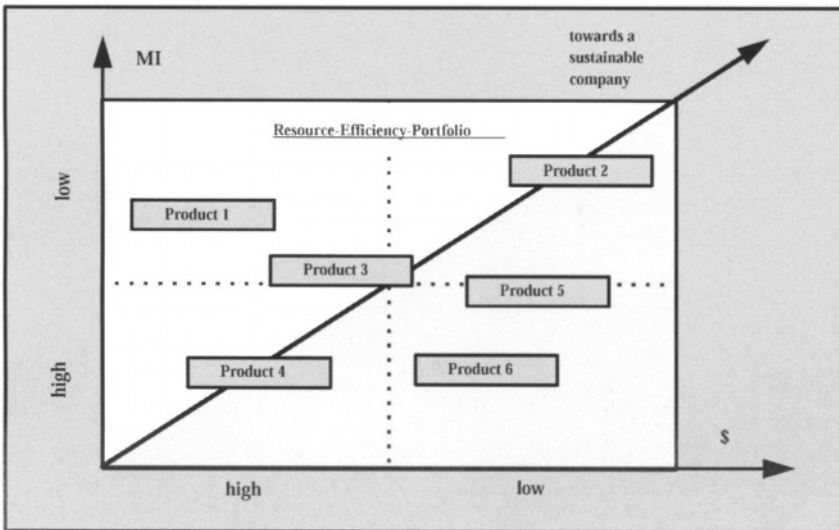 towards a
sustainable
company
MI
Resource-Efficiency-Portfolio
Product 2
low
Product 1
Product 3
Product 5
Product 4
Product 6
high
$
high
low